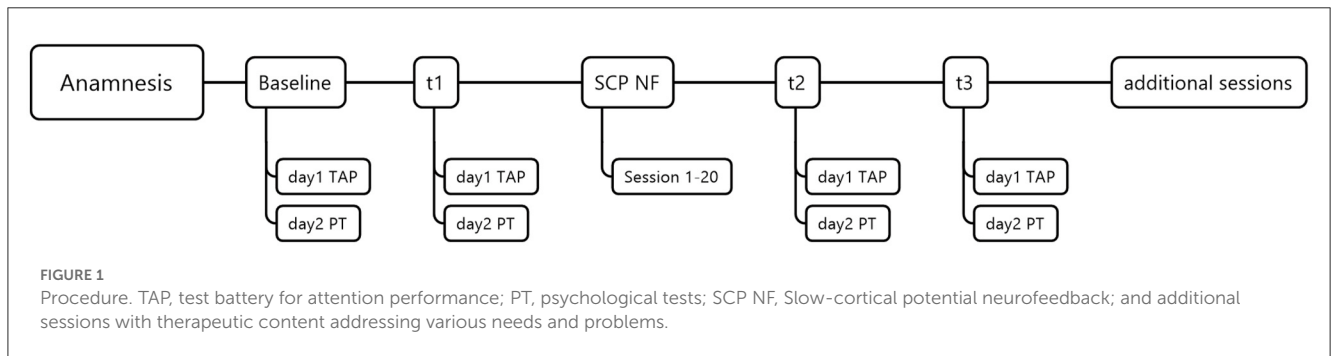 Anamnesis
Baseline
t1
SCP NF
t2
t3
additional sessions
day1 TAP
day1 TAP
Session 1-20
day1 TAP
day1 TAP
day2 PT
day2 PT
day2 PT
day2 PT
FIGURE 1
Procedure. TAP, test battery for attention performance; PT, psychological tests; SCP NF, Slow-cortical potential neurofeedback; and additional
sessions with therapeutic content addressing various needs and problems.